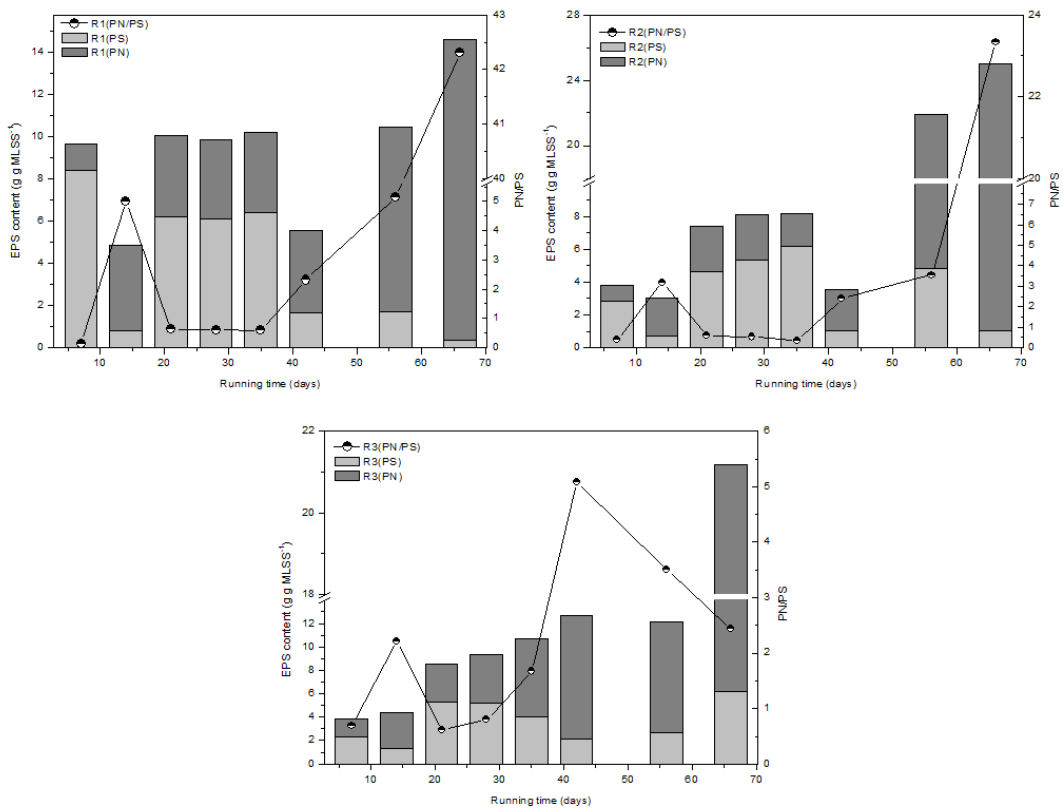 R1(PN/PS)
R1(PS)
R1(PN)
EPS content (g g MLSS⁻¹)
14
12
10
8
6
4
2
0
43
42
41
40
5
4
3
2
1
0
PN/PS
10 20 30 40 50 60 70
Running time (days)
R2(PN/PS)
R2(PS)
R2(PN)
EPS content (g g MLSS⁻¹)
28
24
20
8
6
4
2
0
24
22
20
7
6
5
4
3
2
1
0
PN/PS
10 20 30 40 50 60 70
Running time (days)
R3(PN/PS)
R3(PS)
R3(PN)
EPS content (g g MLSS⁻¹)
22
20
18
12
10
8
6
4
2
0
6
5
4
3
2
1
0
PN/PS
10 20 30 40 50 60 70
Running time (days)